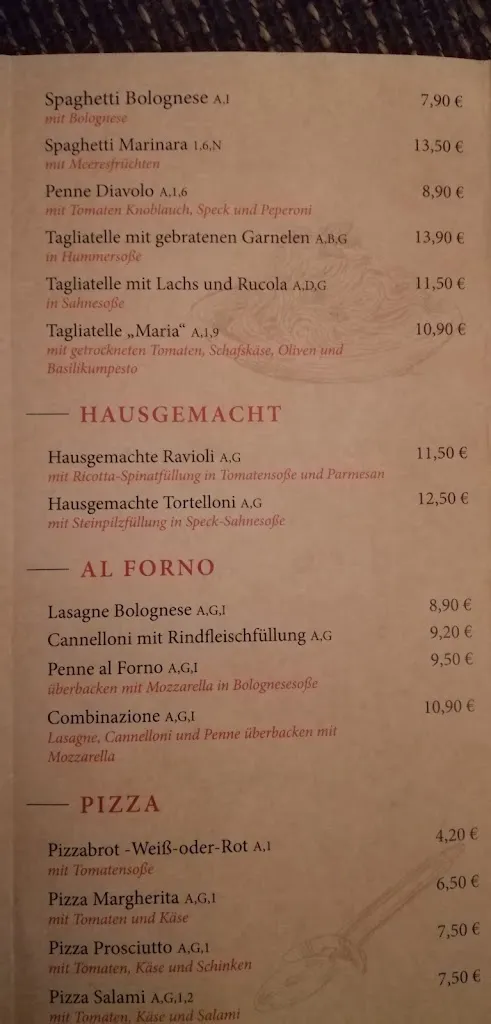 Spaghetti Bolognese A,I 7,90 €
mit Bolognese
Spaghetti Marinara 1,6,N 13,50 €
mit Meeresfrüchten
Penne Diavolo A,1,6 8,90 €
mit Tomaten Knoblauch, Speck und Peperoni
Tagliatelle mit gebratenen Garnelen A,B,G 13,90 €
in Hummersoße
Tagliatelle mit Lachs und Rucola A,D,G 11,50 €
in Sahnesoße
Tagliatelle „Maria“ A,1,9 10,90 €
mit getrockneten Tomaten, Schafskäse, Oliven und
Basilikumpesto
HAUSGEMACHT
Hausgemachte Ravioli A,G 11,50 €
mit Ricotta-Spinatfüllung in Tomatensoße und Parmesan
Hausgemachte Tortelloni A,G 12,50 €
mit Steinpilzfüllung in Speck-Sahnesoße
AL FORNO
Lasagne Bolognese A,G,I 8,90 €
Cannelloni mit Rindfleischfüllung A,G 9,20 €
Penne al Forno A,G,I 9,50 €
überbacken mit Mozzarella in Bolognesesoße
Combinazione A,G,I 10,90 €
Lasagne, Cannelloni und Penne überbacken mit
Mozzarella
PIZZA
Pizzabrot -Weiß-oder-Rot A,1 4,20 €
mit Tomatensoße
Pizza Margherita A,G,1 6,50 €
mit Tomaten und Käse
Pizza Prosciutto A,G,1 7,50 €
mit Tomaten, Käse und Schinken
Pizza Salami A,G,1,2 7,50 €
mit Tomaten, Käse und Salami